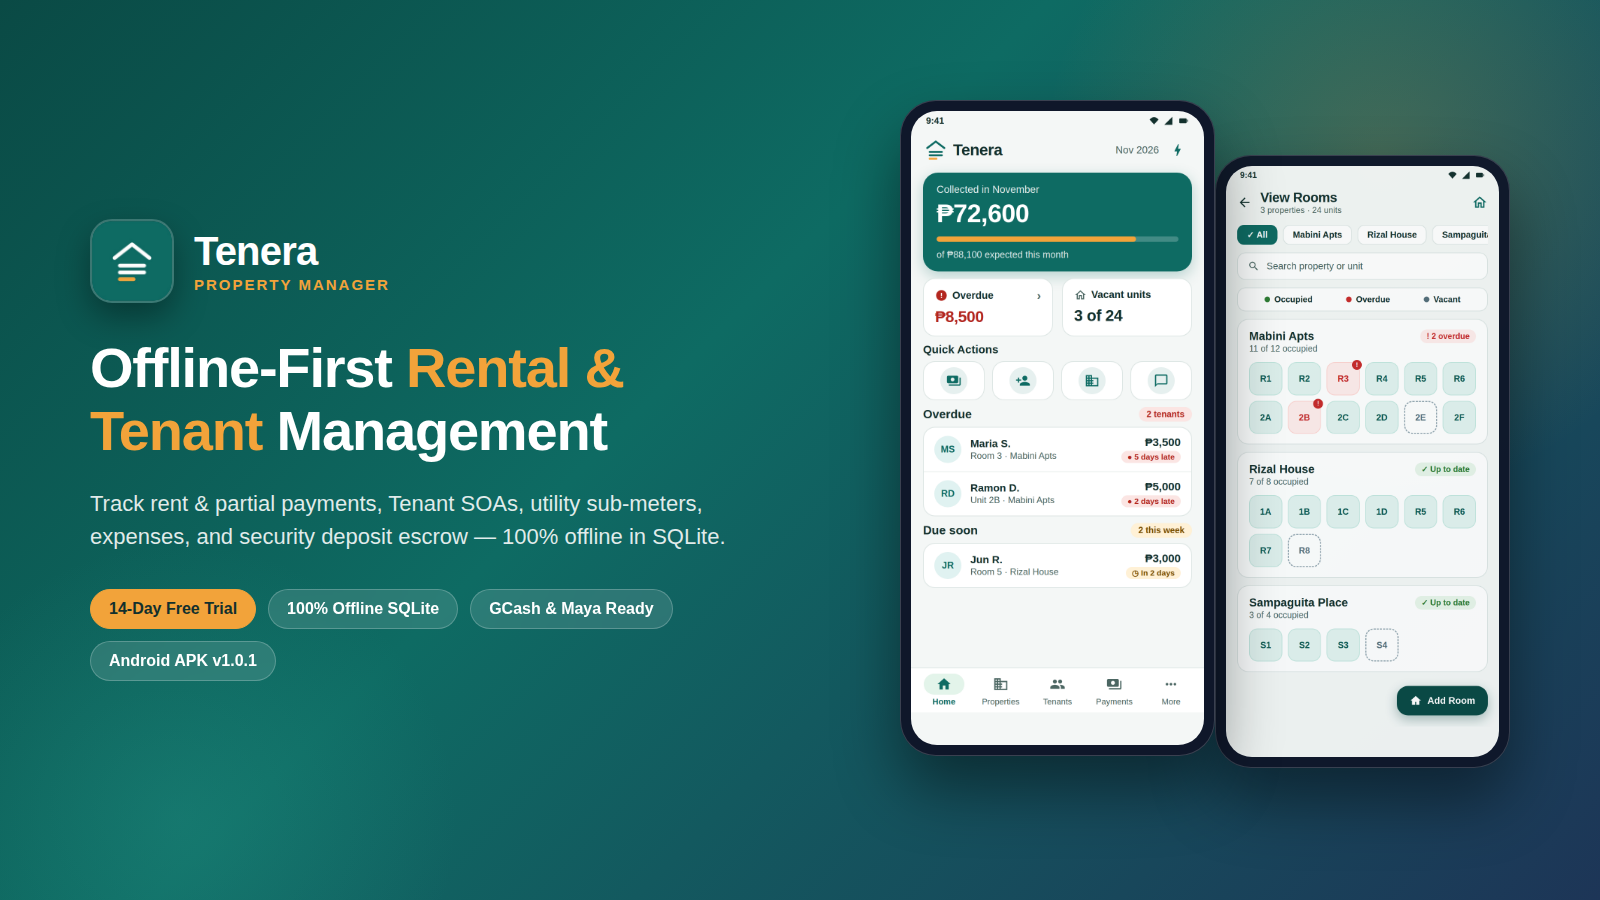 Tenera
PROPERTY MANAGER
Offline-First Rental &
Tenant Management
Track rent & partial payments, Tenant SOAs, utility sub-meters,
expenses, and security deposit escrow — 100% offline in SQLite.
14-Day Free Trial
100% Offline SQLite
GCash & Maya Ready
Android APK v1.0.1
9:41
Tenera
Nov 2026
Collected in November
₱72,600
of ₱88,100 expected this month
! Overdue ›
₱8,500
Vacant units
3 of 24
Quick Actions
Overdue
2 tenants
MS
Maria S.
Room 3 · Mabini Apts
₱3,500
● 5 days late
RD
Ramon D.
Unit 2B · Mabini Apts
₱5,000
● 2 days late
Due soon
2 this week
JR
Jun R.
Room 5 · Rizal House
₱3,000
In 2 days
Home
Properties
Tenants
Payments
More
9:41
View Rooms
3 properties · 24 units
✓ All
Mabini Apts
Rizal House
Sampaguita
Search property or unit
Occupied
Overdue
Vacant
Mabini Apts
! 2 overdue
11 of 12 occupied
R1 R2 R3 ! R4 R5 R6
2A 2B ! 2C 2D 2E 2F
Rizal House
✓ Up to date
7 of 8 occupied
1A 1B 1C 1D R5 R6
R7 R8
Sampaguita Place
✓ Up to date
3 of 4 occupied
S1 S2 S3 S4
Add Room